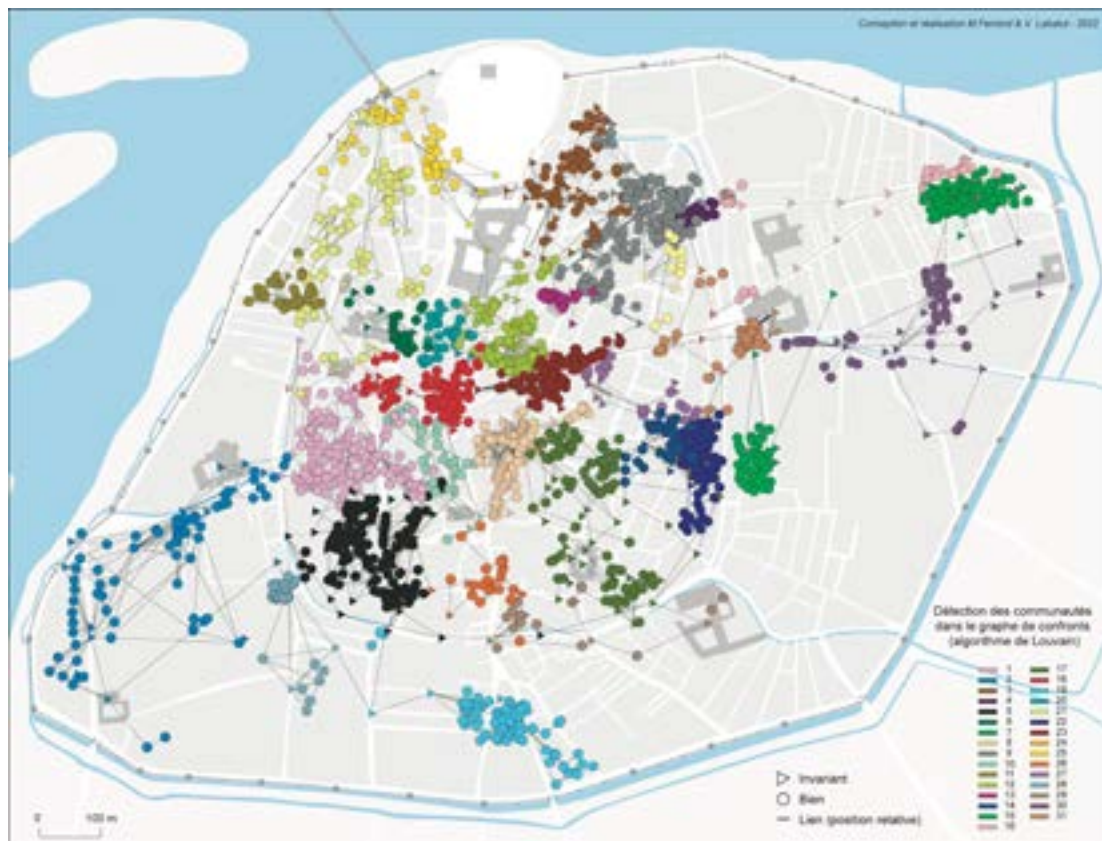 Conception et réalisation M Ferrand & V. Labatut - 2022
Détection des communautés
dans le graphe de confronts
(algorithme de Louvain)
1 17
2 18
3 19
4 20
5 21
6 22
7 23
8 24
9 25
10 26
11 27
12 28
13 29
14 30
15 31
16
Invariant
Bien
Lien (position relative)
0 100 m